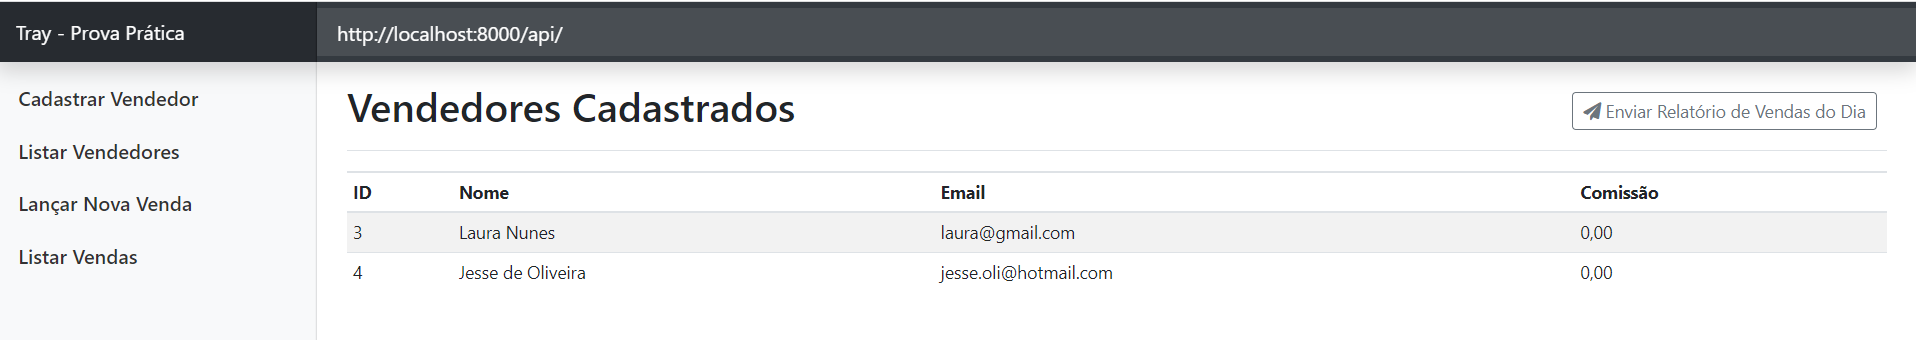 Tray - Prova Prática
http://localhost:8000/api/
Cadastrar Vendedor
Listar Vendedores
Lançar Nova Venda
Listar Vendas
Vendedores Cadastrados
Enviar Relatório de Vendas do Dia
ID Nome Email Comissão
3 Laura Nunes laura@gmail.com 0,00
4 Jesse de Oliveira jesse.oli@hotmail.com 0,00